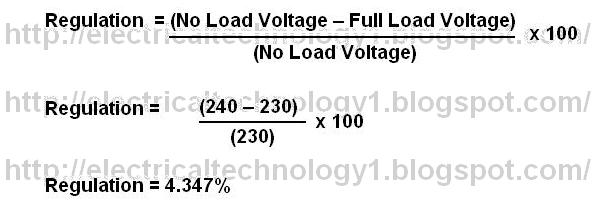 Regulation = (No Load Voltage – Full Load Voltage) x 100
(No Load Voltage)
http://electricaltechnology1.blogspot.com/
http://electricaltechnology1.blogspot.com/
Regulation = (240 – 230) x 100
(230)
http://electricaltechnology1.blogspot.com/
Regulation = 4.347%